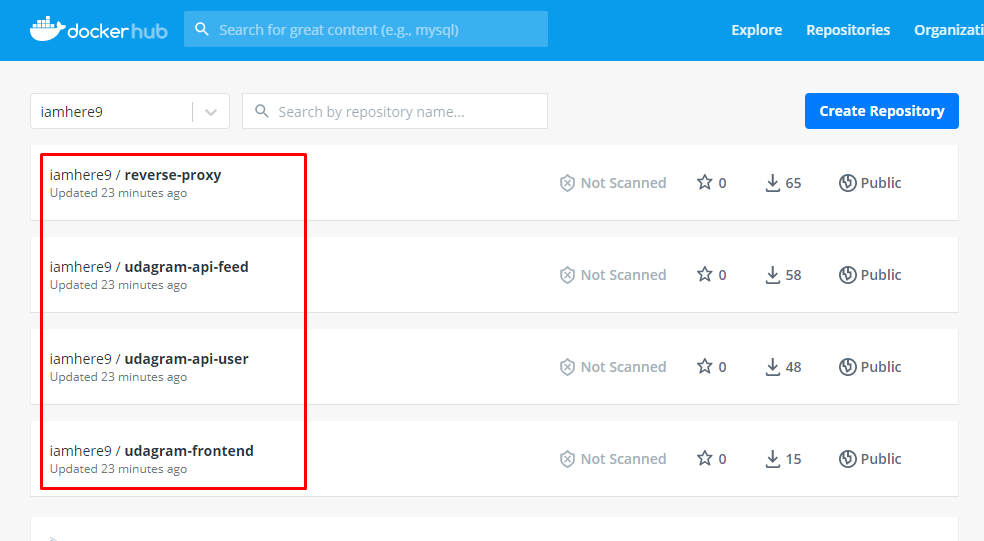 docker hub
Search for great content (e.g., mysql)
Explore
Repositories
Organizati
iamhere9
Search by repository name...
Create Repository
iamhere9 / reverse-proxy
Updated 23 minutes ago
Not Scanned
0
65
Public
iamhere9 / udagram-api-feed
Updated 23 minutes ago
Not Scanned
0
58
Public
iamhere9 / udagram-api-user
Updated 23 minutes ago
Not Scanned
0
48
Public
iamhere9 / udagram-frontend
Updated 23 minutes ago
Not Scanned
0
15
Public